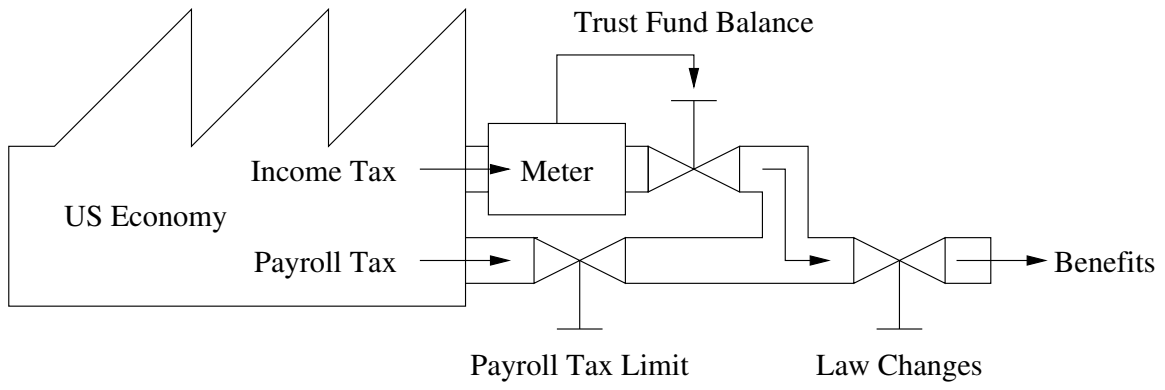 Trust Fund Balance
Income Tax
Meter
US Economy
Payroll Tax
Benefits
Payroll Tax Limit
Law Changes